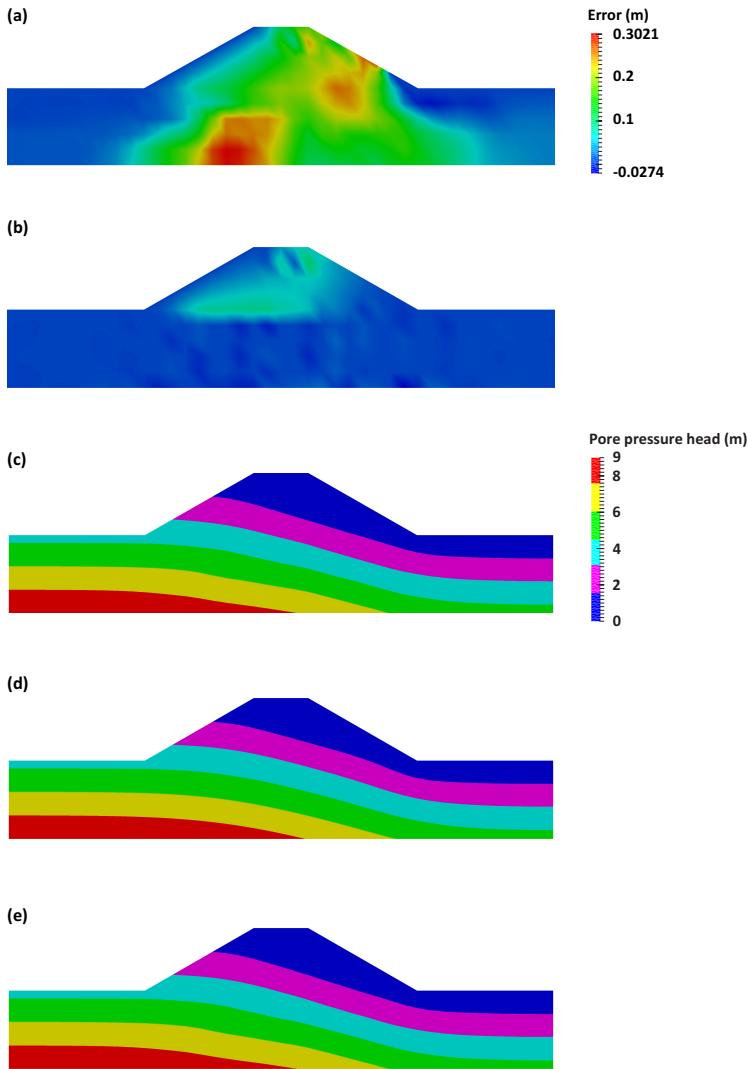 (a)
Error (m)
0.3021
0.2
0.1
-0.0274
(b)
(c)
Pore pressure head (m)
9
8
6
4
2
0
(d)
(e)